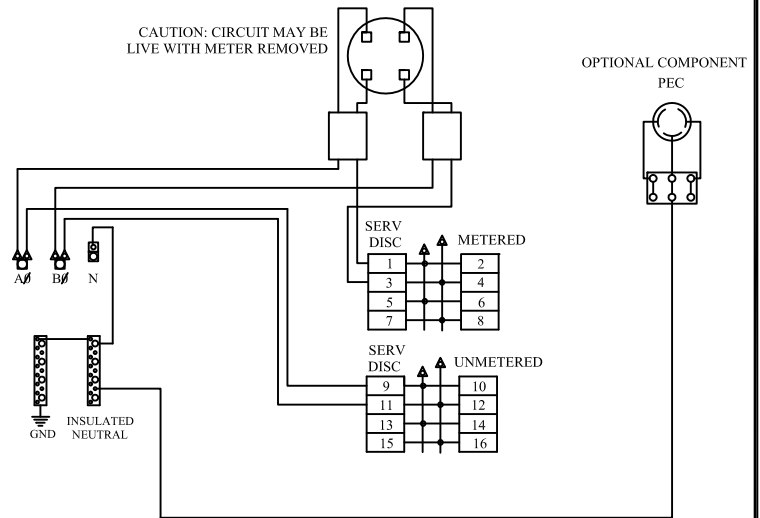 CAUTION: CIRCUIT MAY BE
LIVE WITH METER REMOVED
OPTIONAL COMPONENT
PEC
AØ
BØ
N
SERV
DISC
METERED
1
2
3
4
5
6
7
8
SERV
DISC
UNMETERED
9
10
11
12
13
14
15
16
GND
INSULATED
NEUTRAL